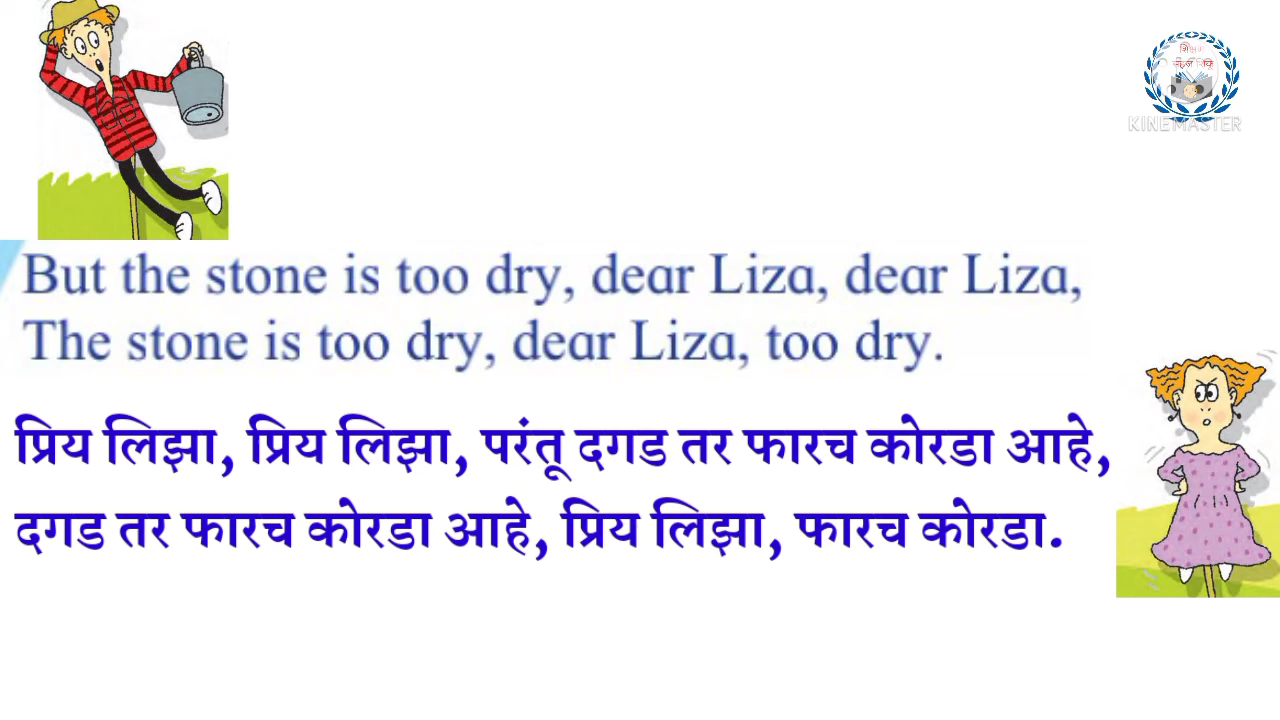 शिक्षण
KINEMASTER
But the stone is too dry, dear Liza, dear Liza,
The stone is too dry, dear Liza, too dry.
प्रिय लिझा, प्रिय लिझा, परंतू दगड तर फारच कोरडा आहे,
दगड तर फारच कोरडा आहे, प्रिय लिझा, फारच कोरडा.